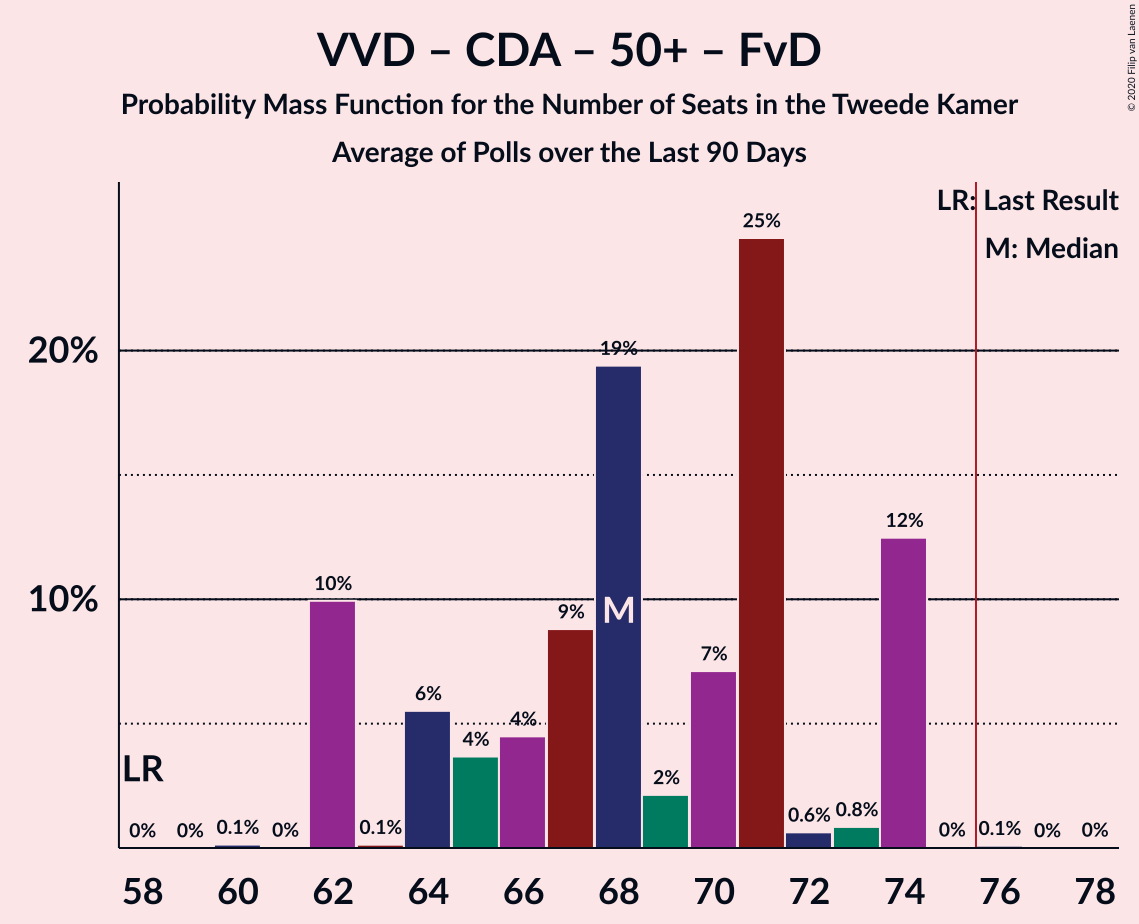 VVD – CDA – 50+ – FvD
Probability Mass Function for the Number of Seats in the Tweede Kamer
Average of Polls over the Last 90 Days
© 2020 Filip van Laenen
LR: Last Result
M: Median
20%
10%
LR
M
0%
0%
0.1%
0%
10%
0.1%
6%
4%
4%
9%
19%
2%
7%
25%
0.6%
0.8%
12%
0%
0.1%
0%
0%
58 60 62 64 66 68 70 72 74 76 78